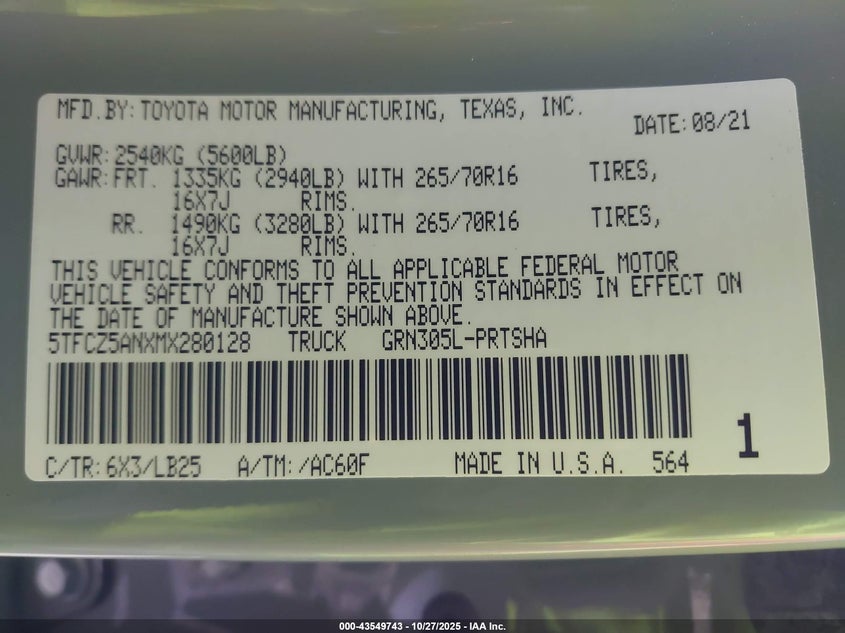 MFD.BY: TOYOTA MOTOR MANUFACTURING, TEXAS, INC.
DATE: 08/21
GVWR: 2540KG (5600LB)
GAWR: FRT. 1335KG (2940LB) WITH 265/70R16 TIRES,
16X7J RIMS.
RR. 1490KG (3280LB) WITH 265/70R16 TIRES,
16X7J RIMS.
THIS VEHICLE CONFORMS TO ALL APPLICABLE FEDERAL MOTOR
VEHICLE SAFETY AND THEFT PREVENTION STANDARDS IN EFFECT ON
THE DATE OF MANUFACTURE SHOWN ABOVE.
5TFCZ5ANXMX280128 TRUCK GRN305L-PRTSHA
1
C/TR: 6X3/LB25 A/TM: /AC60F MADE IN U.S.A. 564
000-43549743 - 10/27/2025 - IAA Inc.